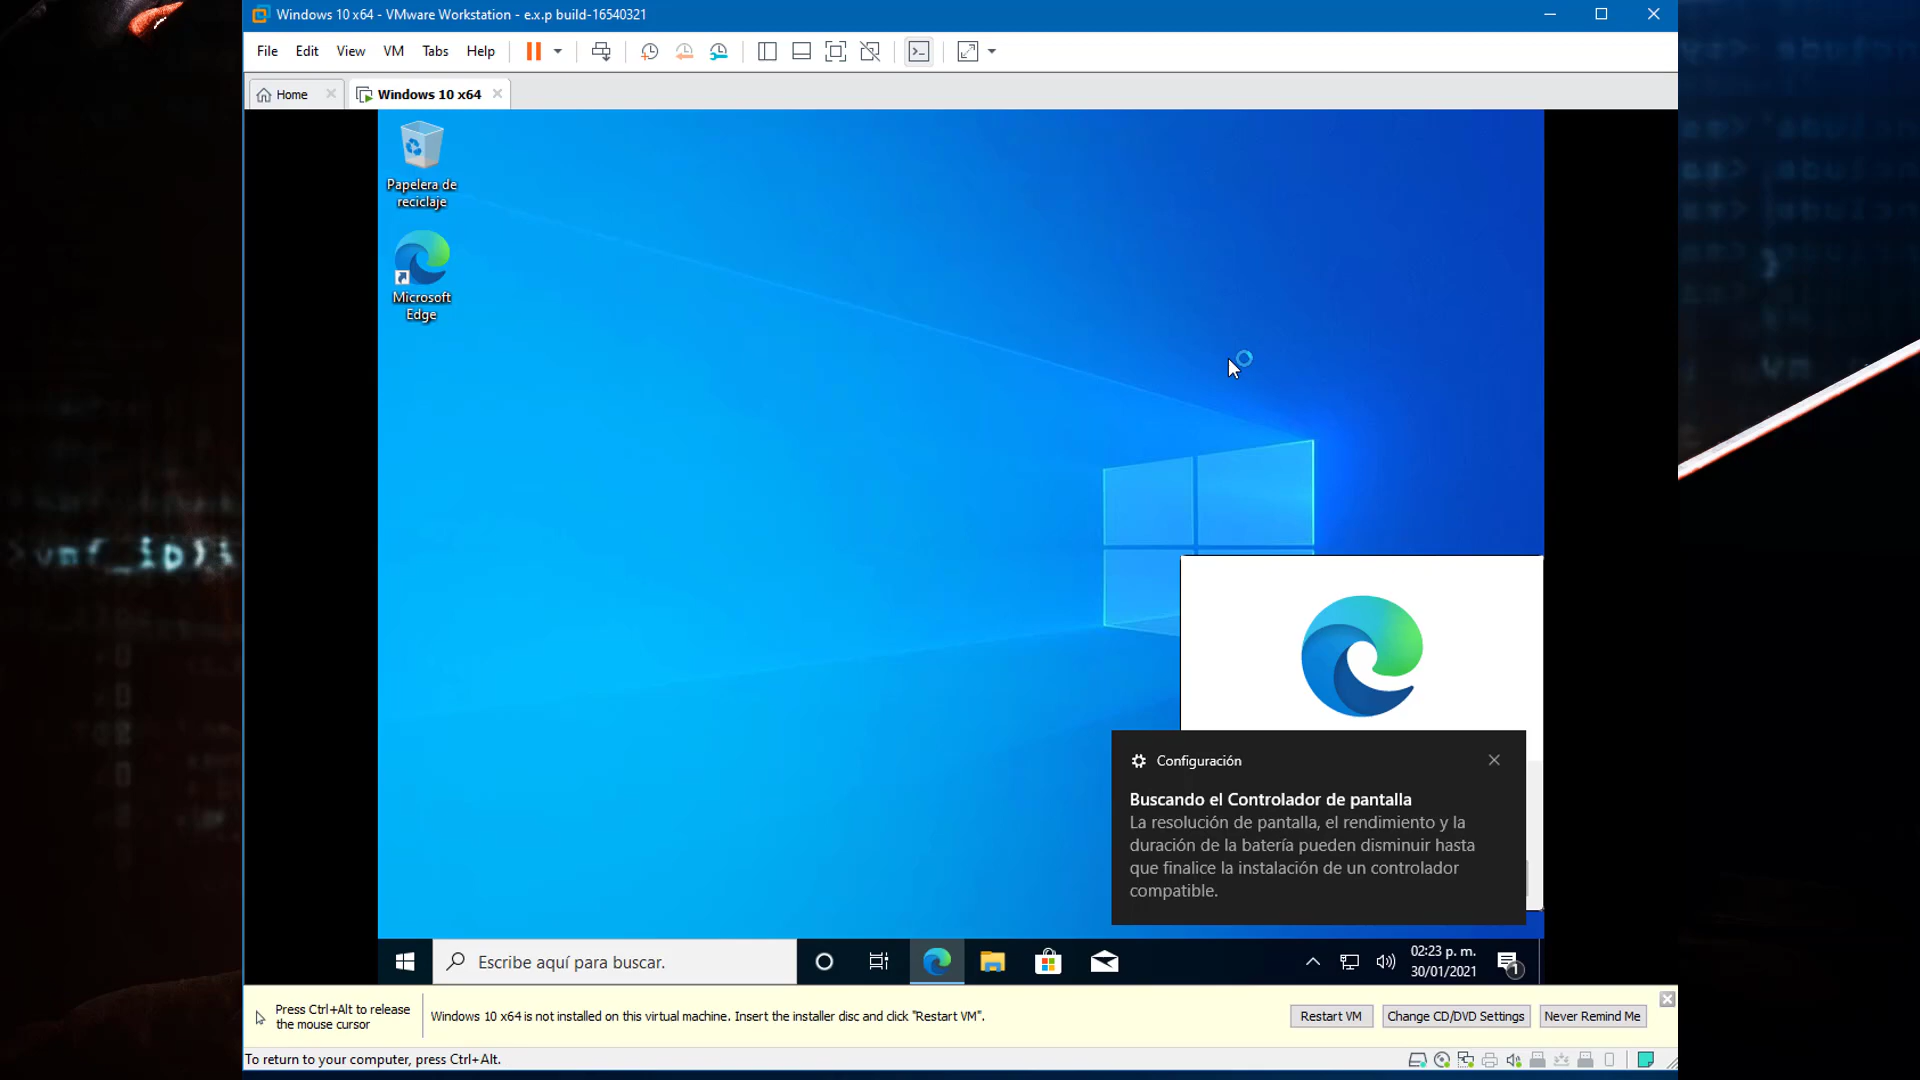 Windows 10 x64 - VMware Workstation - e.x.p build-16540321
File Edit View VM Tabs Help
Home
Windows 10 x64
Papelera de
reciclaje
Microsoft
Edge
Configuración
Buscando el Controlador de pantalla
La resolución de pantalla, el rendimiento y la
duración de la batería pueden disminuir hasta
que finalice la instalación de un controlador
compatible.
Escribe aquí para buscar.
02:23 p. m.
30/01/2021
1
Press Ctrl+Alt to release
the mouse cursor
Windows 10 x64 is not installed on this virtual machine. Insert the installer disc and click "Restart VM".
Restart VM
Change CD/DVD Settings
Never Remind Me
To return to your computer, press Ctrl+Alt.